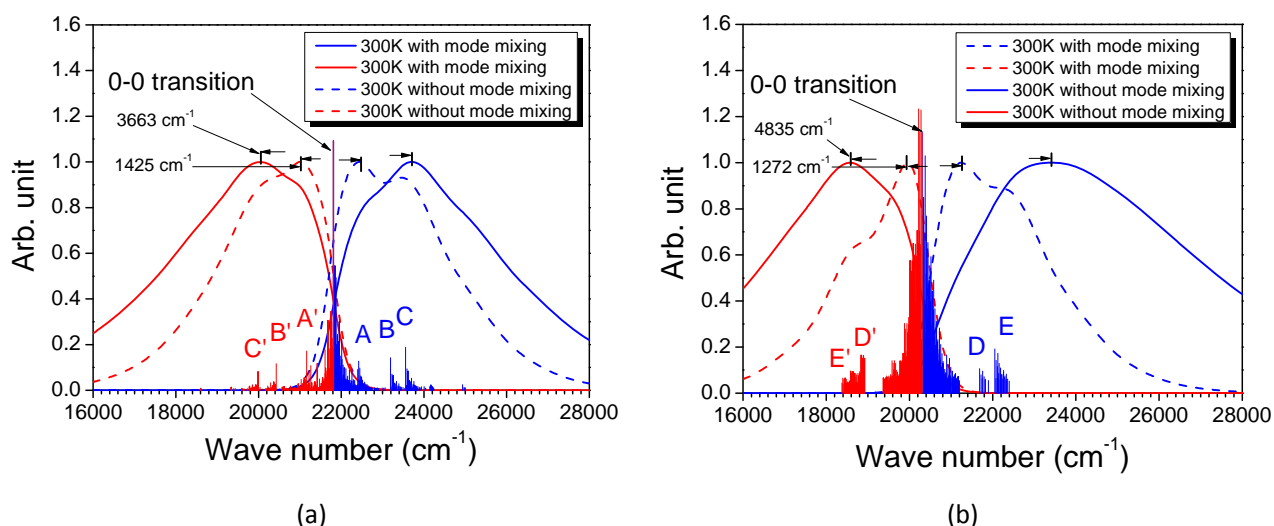 1.6
1.4
1.2
1.0
0.8
0.6
0.4
0.2
0.0
Arb. unit
300K with mode mixing
300K with mode mixing
300K without mode mixing
300K without mode mixing
0-0 transition
3663 cm⁻¹
1425 cm⁻¹
C' B' A' A B C
16000 18000 20000 22000 24000 26000 28000
Wave number (cm⁻¹)
(a)
1.6
1.4
1.2
1.0
0.8
0.6
0.4
0.2
0.0
Arb. unit
300K with mode mixing
300K with mode mixing
300K without mode mixing
300K without mode mixing
0-0 transition
4835 cm⁻¹
1272 cm⁻¹
E' D' D E
16000 18000 20000 22000 24000 26000 28000
Wave number (cm⁻¹)
(b)